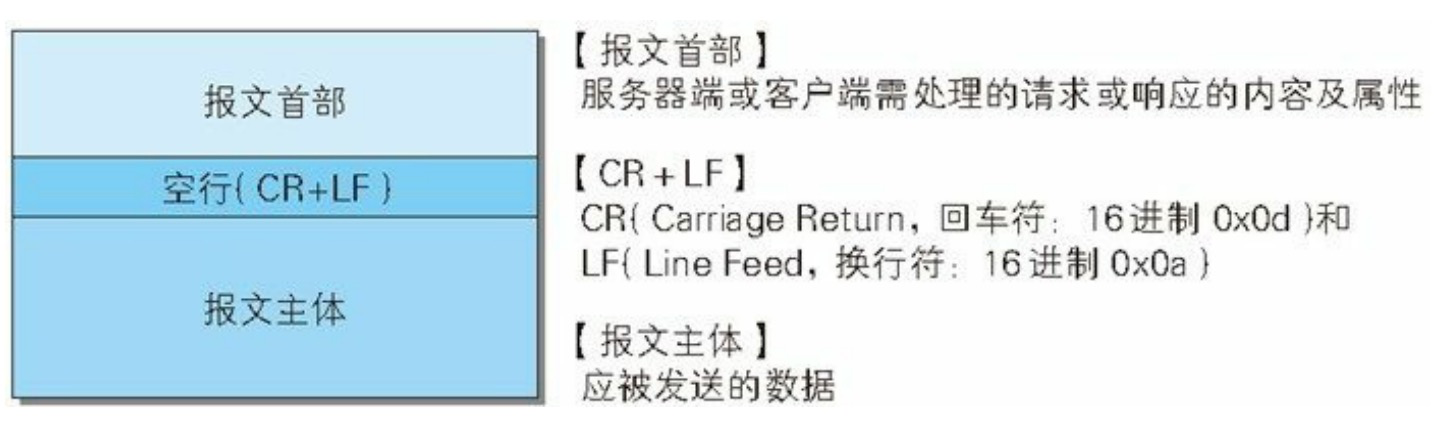 报文首部
空行(CR+LF)
报文主体
【报文首部】
服务器端或客户端需处理的请求或响应的内容及属性
【CR+LF】
CR(Carriage Return，回车符：16进制 0x0d)和
LF(Line Feed，换行符：16进制 0x0a)
【报文主体】
应被发送的数据